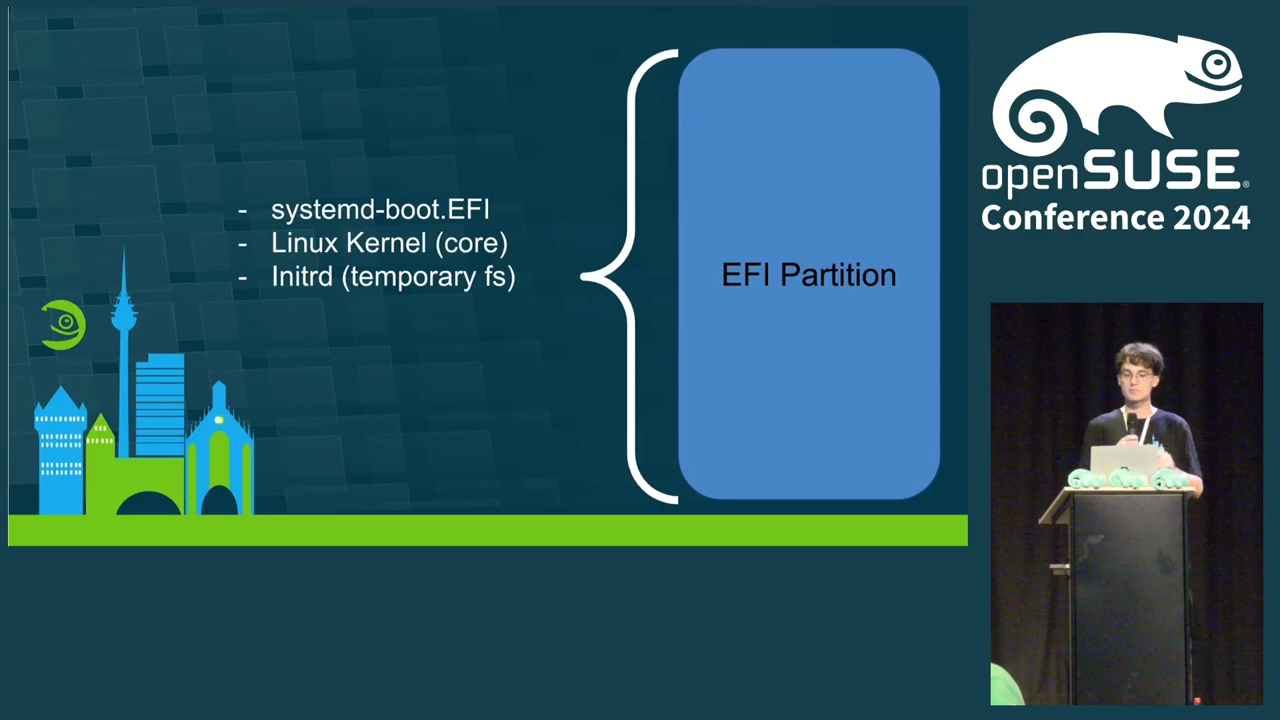 - systemd-boot.EFI
- Linux Kernel (core)
- Initrd (temporary fs)
EFI Partition
openSUSE®
Conference 2024